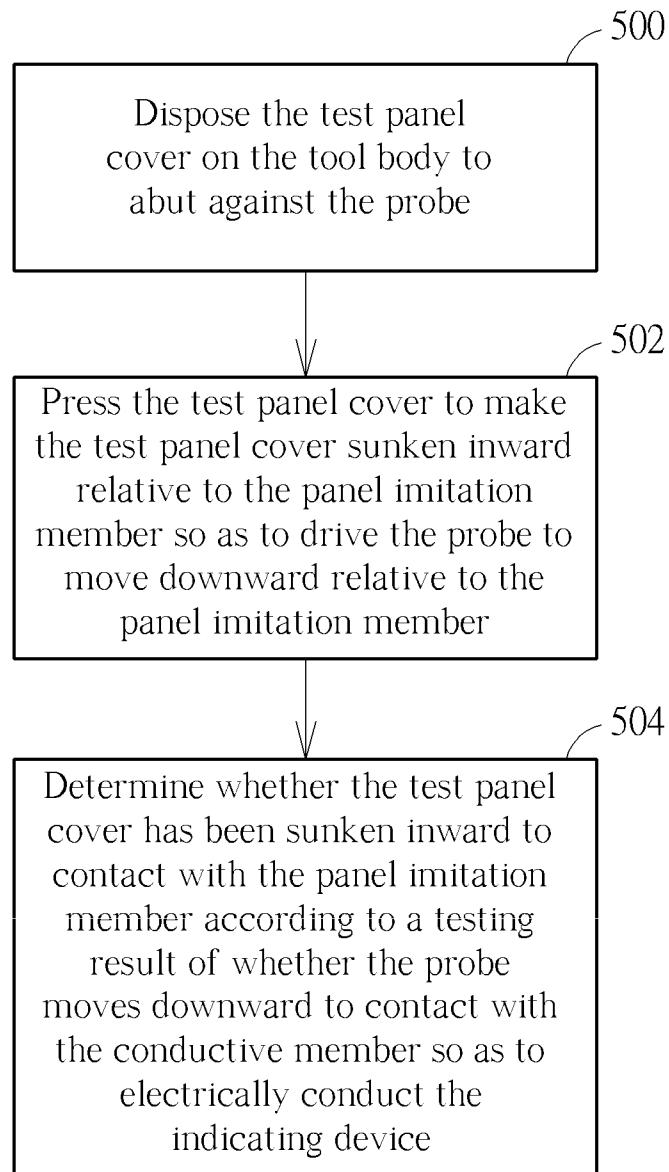 500
Dispose the test panel
cover on the tool body to
abut against the probe
502
Press the test panel cover to make
the test panel cover sunken inward
relative to the panel imitation
member so as to drive the probe to
move downward relative to the
panel imitation member
504
Determine whether the test panel
cover has been sunken inward to
contact with the panel imitation
member according to a testing
result of whether the probe
moves downward to contact with
the conductive member so as to
electrically conduct the
indicating device